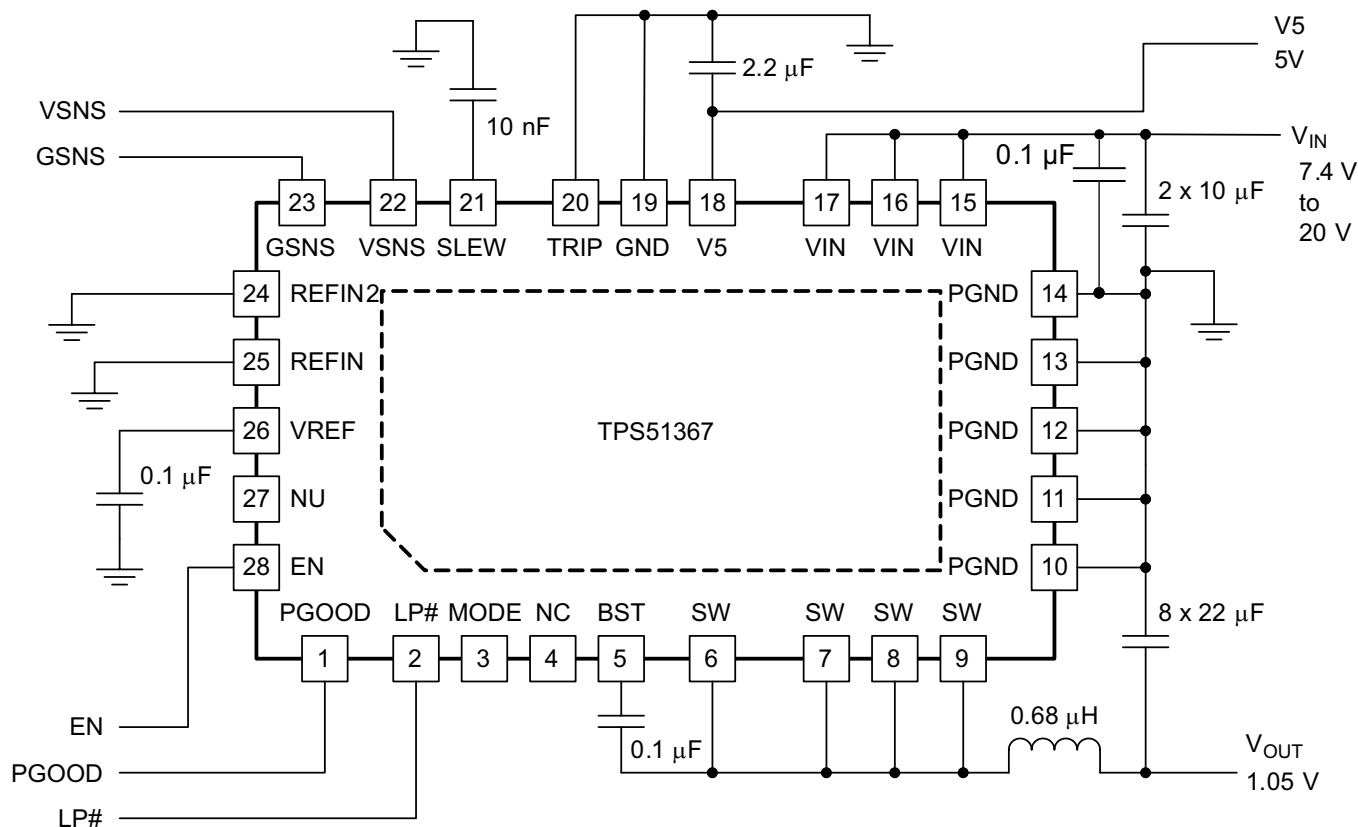 V5
5V
2.2 μF
VSNS
10 nF
GSNS
0.1 μF
VIN
7.4 V
to
20 V
2 x 10 μF
23 22 21 20 19 18 17 16 15
GSNS VSNS SLEW TRIP GND V5 VIN VIN VIN
24 REFIN2
PGND 14
25 REFIN
PGND 13
26 VREF
TPS51367
PGND 12
0.1 μF
27 NU
PGND 11
28 EN
PGND 10
PGOOD LP# MODE NC BST SW SW SW SW
8 x 22 μF
1 2 3 4 5 6 7 8 9
EN
0.1 μF
0.68 μH
PGOOD
VOUT
1.05 V
LP#